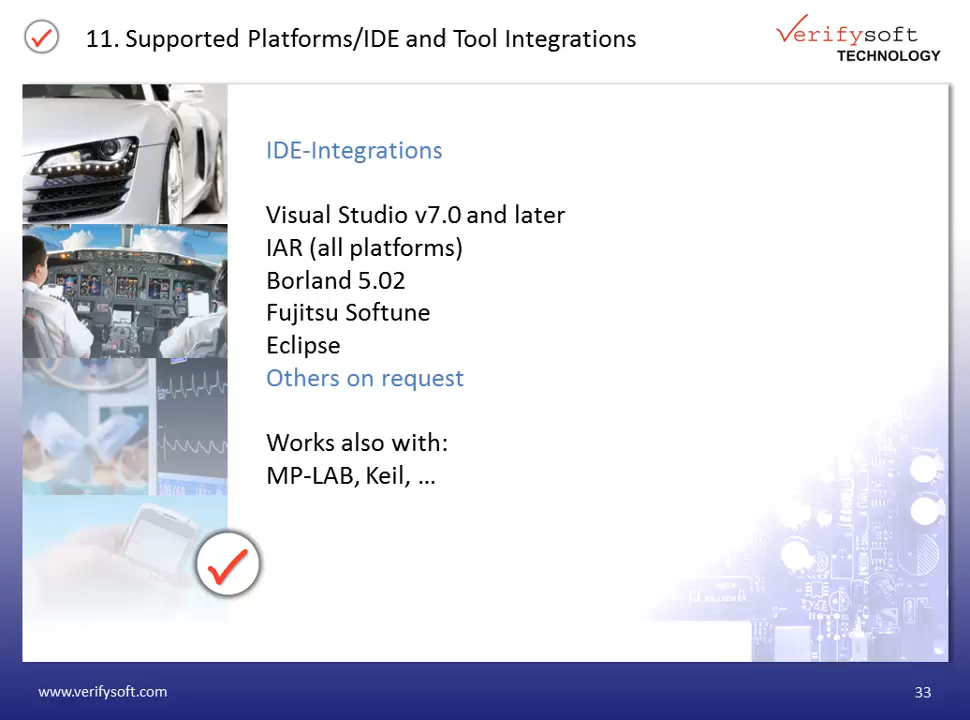 11. Supported Platforms/IDE and Tool Integrations
Verifysoft
TECHNOLOGY
IDE-Integrations
Visual Studio v7.0 and later
IAR (all platforms)
Borland 5.02
Fujitsu Softune
Eclipse
Others on request
Works also with:
MP-LAB, Keil, ...
www.verifysoft.com
33